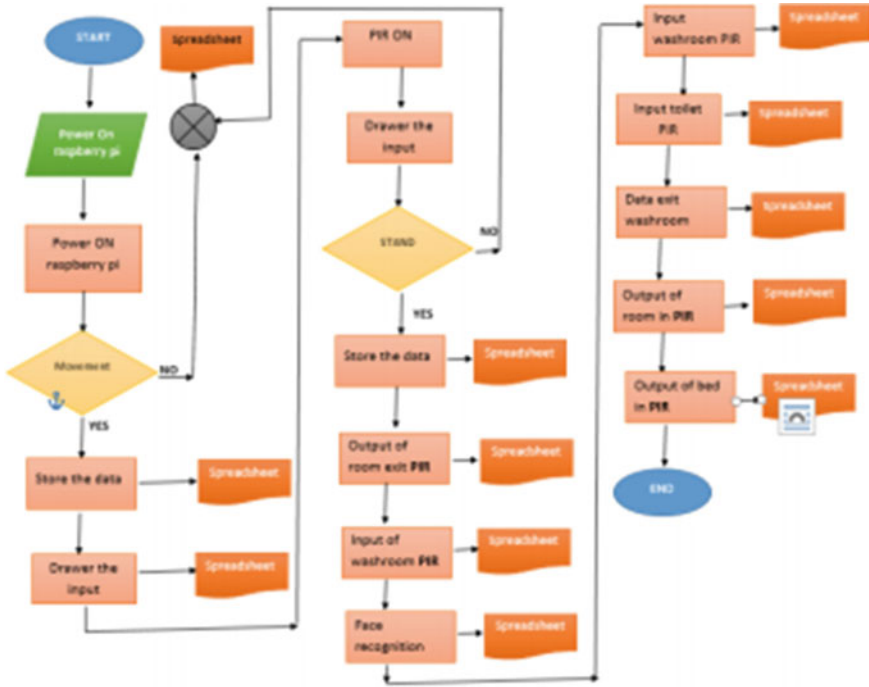 START
Spreadsheet
Power On
raspberry pi
Power ON
raspberry pi
Movement
NO
YES
Store the data
Spreadsheet
Drawer the
input
Spreadsheet
PIR ON
Drawer the
input
STAND
NO
YES
Store the data
Spreadsheet
Output of
room exit PIR
Spreadsheet
Input of
washroom PIR
Spreadsheet
Face
recognition
Spreadsheet
Input
washroom PIR
Spreadsheet
Input toilet
PIR
Spreadsheet
Data exit
washroom
Spreadsheet
Output of
room in PIR
Spreadsheet
Output of bed
in PIR
Spreadsheet
END